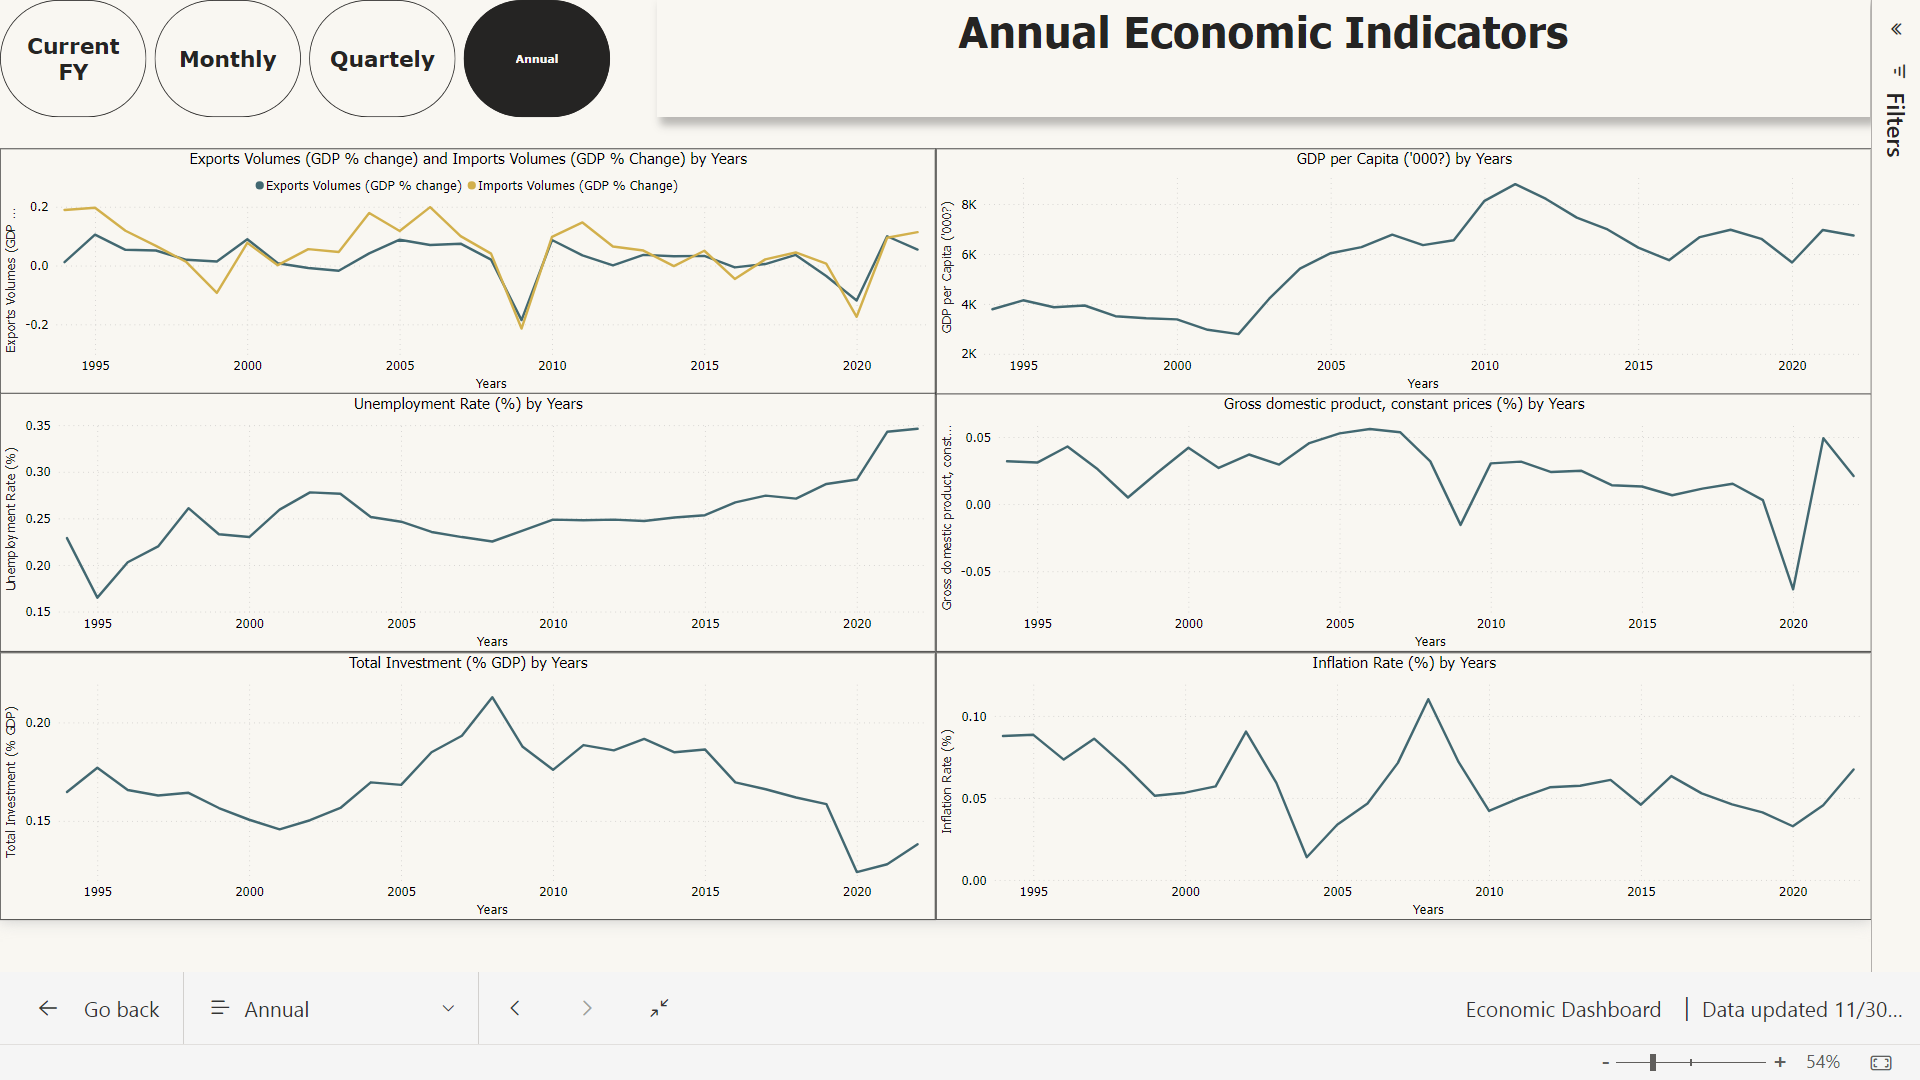 Current
FY
Monthly
Quartely
Annual
Annual Economic Indicators
Filters
Exports Volumes (GDP % change) and Imports Volumes (GDP % Change) by Years
Exports Volumes (GDP % change) Imports Volumes (GDP % Change)
Exports Volumes (GDP ...
0.2
0.0
-0.2
1995 2000 2005 2010 2015 2020
Years
GDP per Capita ('000?) by Years
GDP per Capita ('000?)
8K
6K
4K
2K
1995 2000 2005 2010 2015 2020
Years
Unemployment Rate (%) by Years
Unemployment Rate (%)
0.35
0.30
0.25
0.20
0.15
1995 2000 2005 2010 2015 2020
Years
Gross domestic product, constant prices (%) by Years
Gross domestic product, const...
0.05
0.00
-0.05
1995 2000 2005 2010 2015 2020
Years
Total Investment (% GDP) by Years
Total Investment (% GDP)
0.20
0.15
1995 2000 2005 2010 2015 2020
Years
Inflation Rate (%) by Years
Inflation Rate (%)
0.10
0.05
0.00
1995 2000 2005 2010 2015 2020
Years
Go back
Annual
Economic Dashboard | Data updated 11/30...
- + 54%